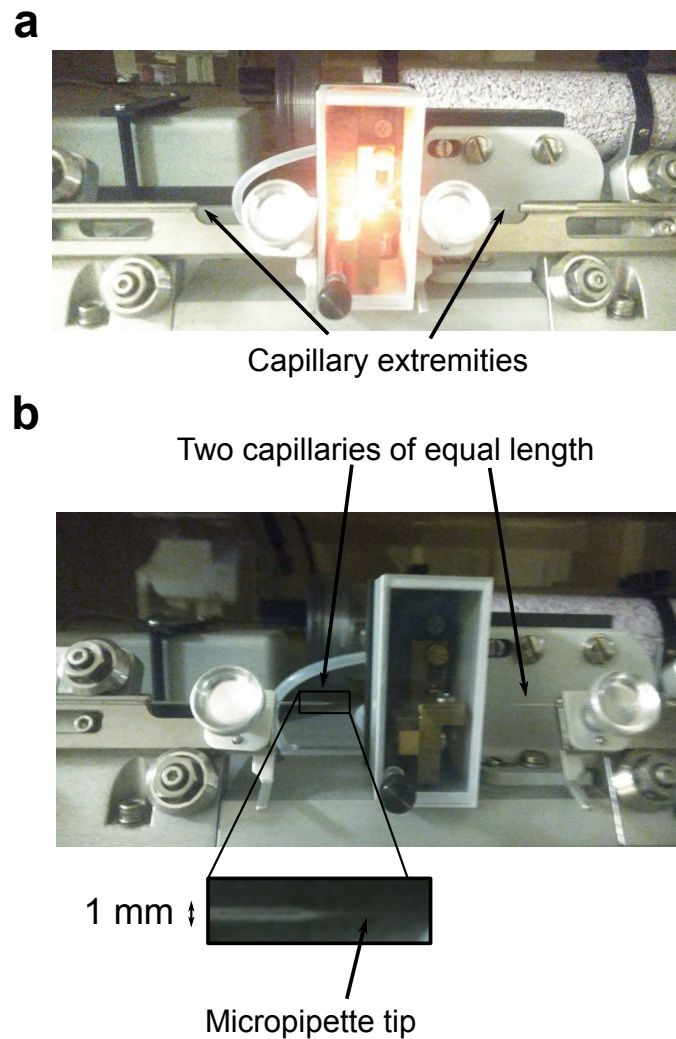 a
Capillary extremities
b
Two capillaries of equal length
1 mm
Micropipette tip